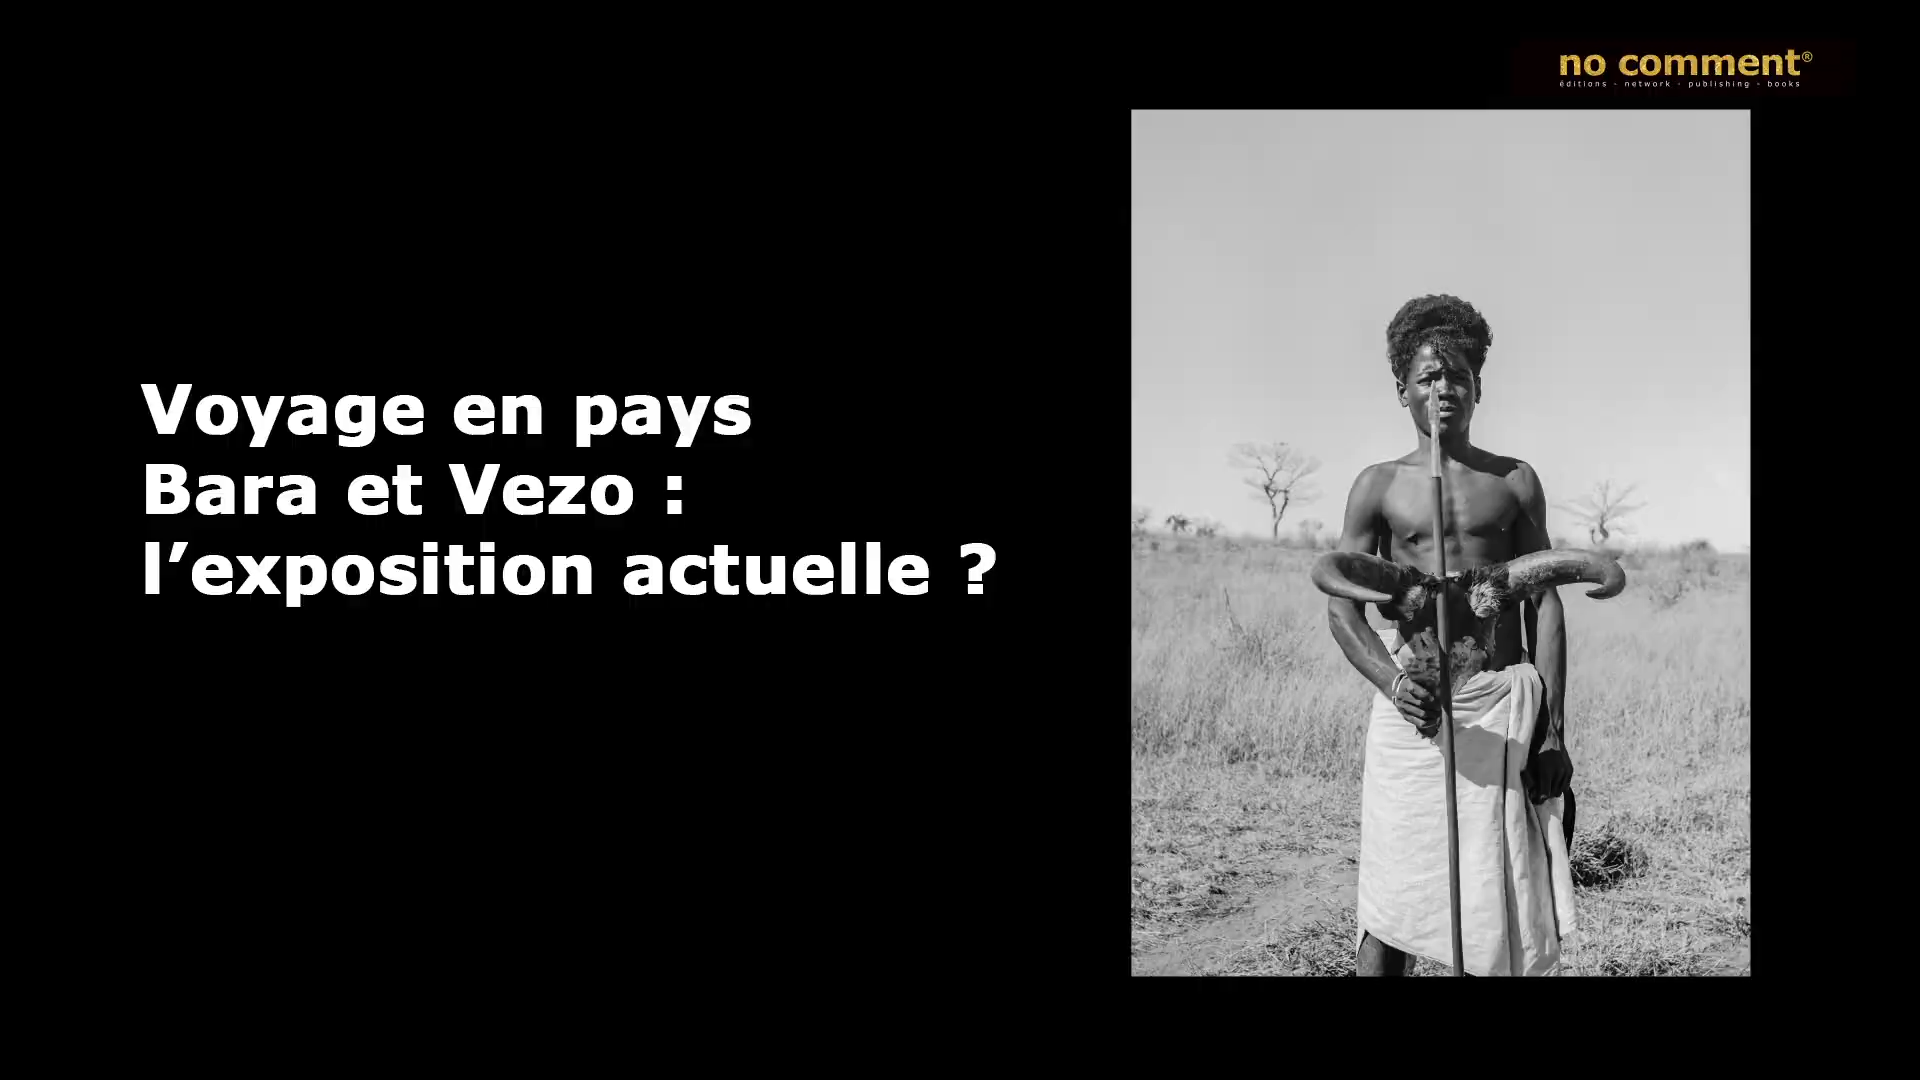 no comment®
éditions - network - publishing - books
Voyage en pays
Bara et Vezo :
l’exposition actuelle ?